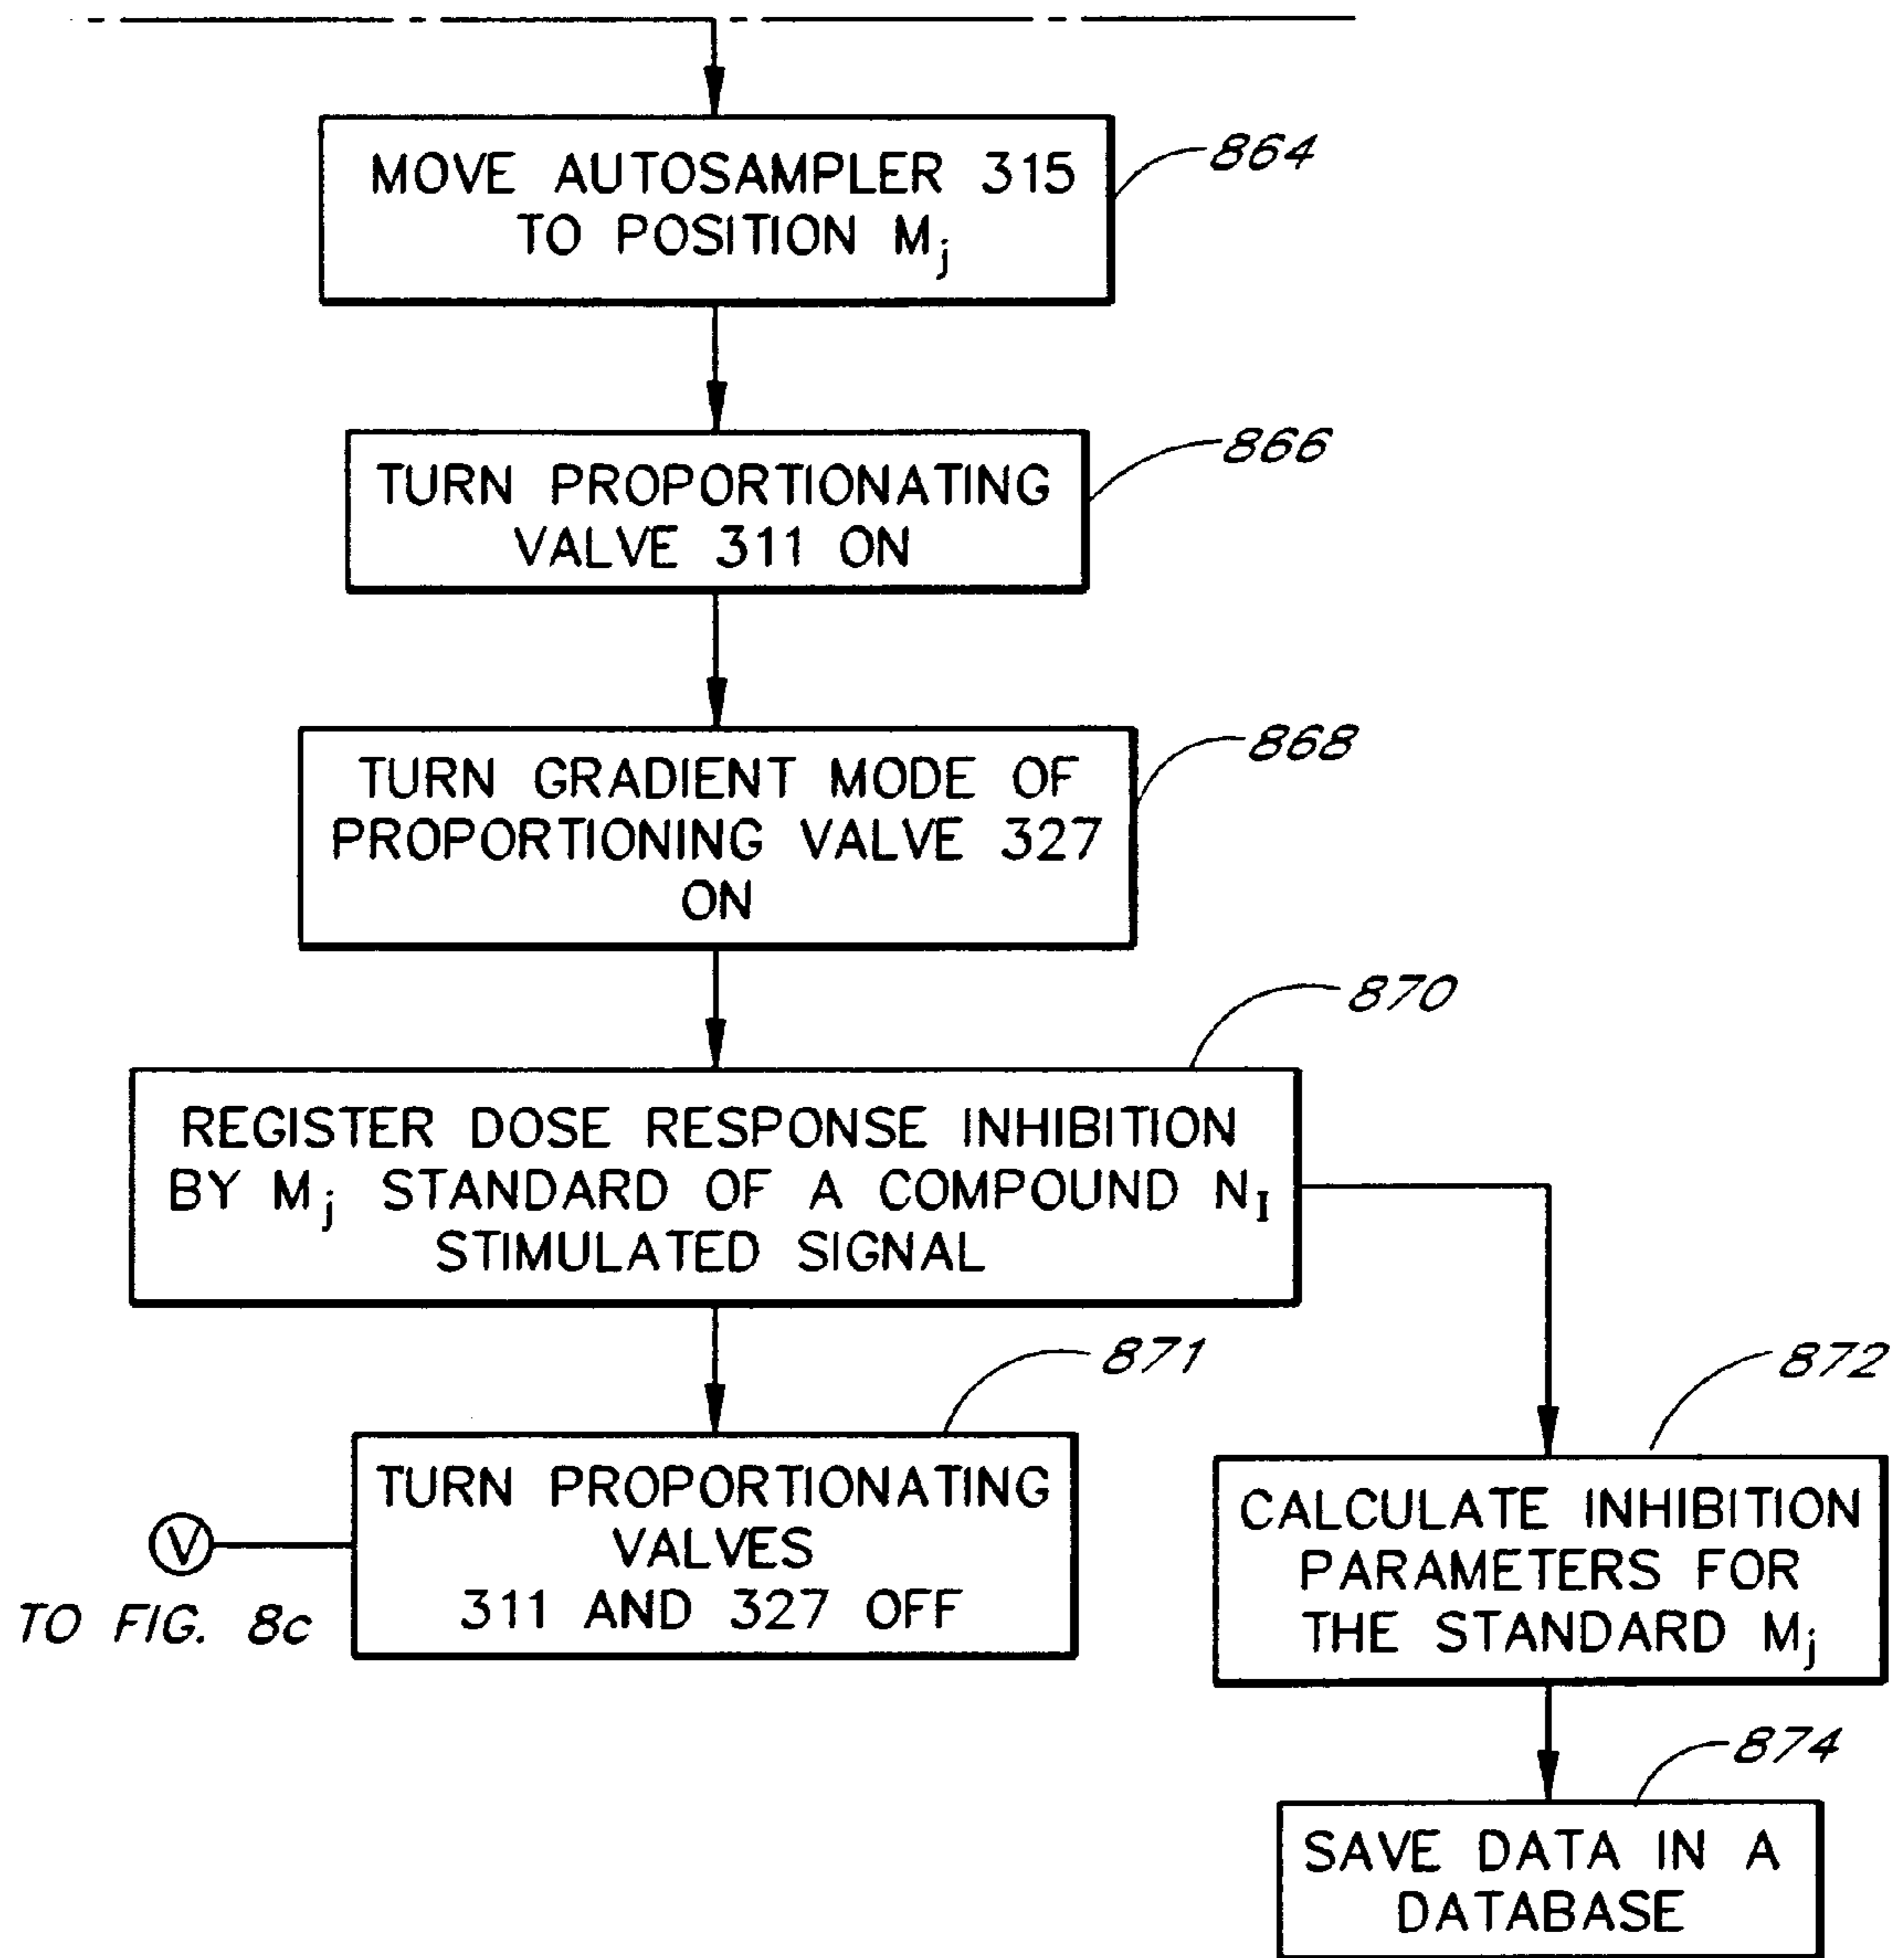 864
MOVE AUTOSAMPLER 315
TO POSITION Mj
866
TURN PROPORTIONATING
VALVE 311 ON
868
TURN GRADIENT MODE OF
PROPORTIONING VALVE 327
ON
870
REGISTER DOSE RESPONSE INHIBITION
BY Mj STANDARD OF A COMPOUND NI
STIMULATED SIGNAL
871
TURN PROPORTIONATING
VALVES
311 AND 327 OFF
V
TO FIG. 8c
872
CALCULATE INHIBITION
PARAMETERS FOR
THE STANDARD Mj
874
SAVE DATA IN A
DATABASE